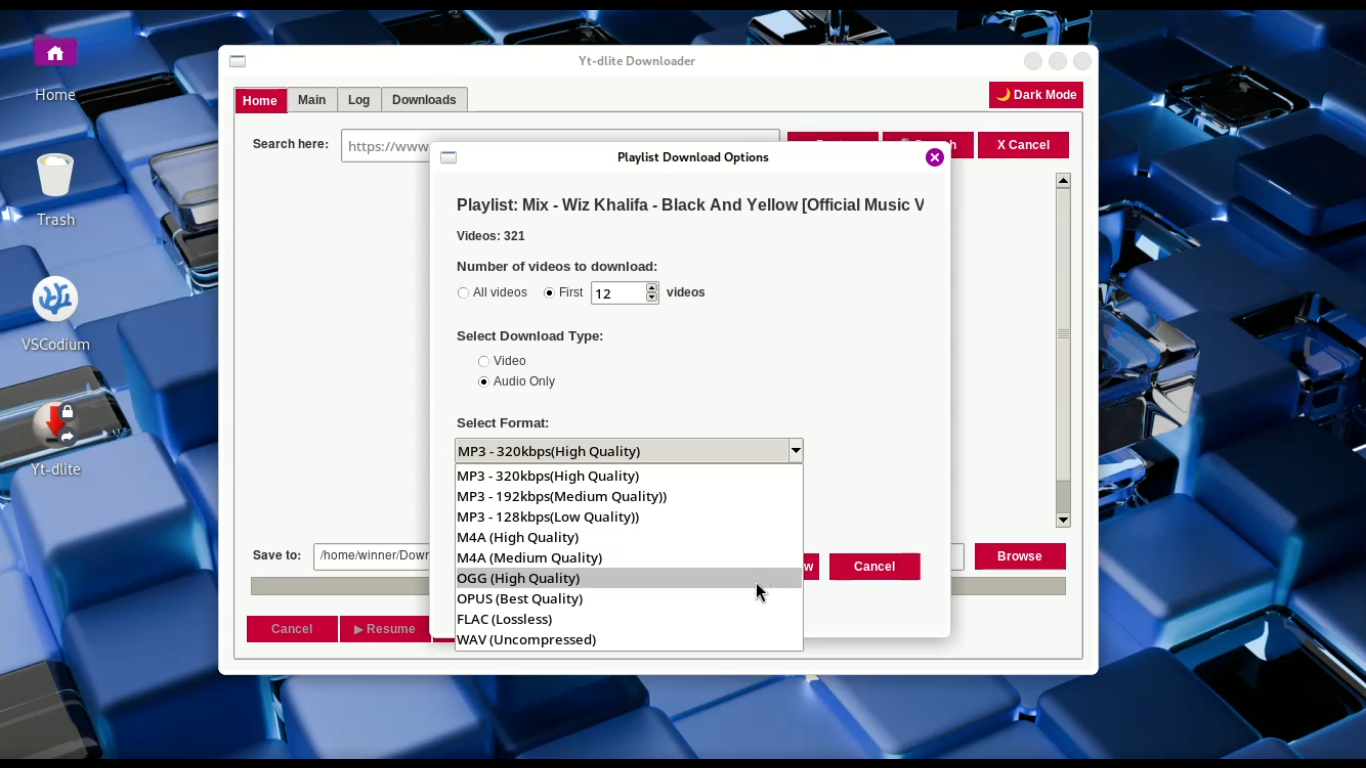 Home
Trash
VSCodium
Yt-dlite
Yt-dlite Downloader
Home Main Log Downloads
Dark Mode
Search here:
https://www
X Cancel
Playlist Download Options
Playlist: Mix - Wiz Khalifa - Black And Yellow [Official Music V
Videos: 321
Number of videos to download:
All videos First 12 videos
Select Download Type:
Video
Audio Only
Select Format:
MP3 - 320kbps(High Quality)
MP3 - 320kbps(High Quality)
MP3 - 192kbps(Medium Quality))
MP3 - 128kbps(Low Quality))
M4A (High Quality)
M4A (Medium Quality)
OGG (High Quality)
OPUS (Best Quality)
FLAC (Lossless)
WAV (Uncompressed)
w Cancel
Save to: /home/winner/Dowr
Browse
Cancel ▶ Resume